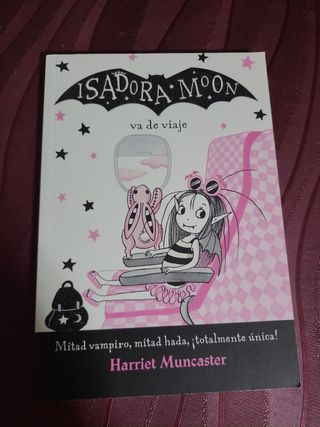 ISADORA MOON
va de viaje
Mitad vampiro, mitad hada, ¡totalmente única!
Harriet Muncaster